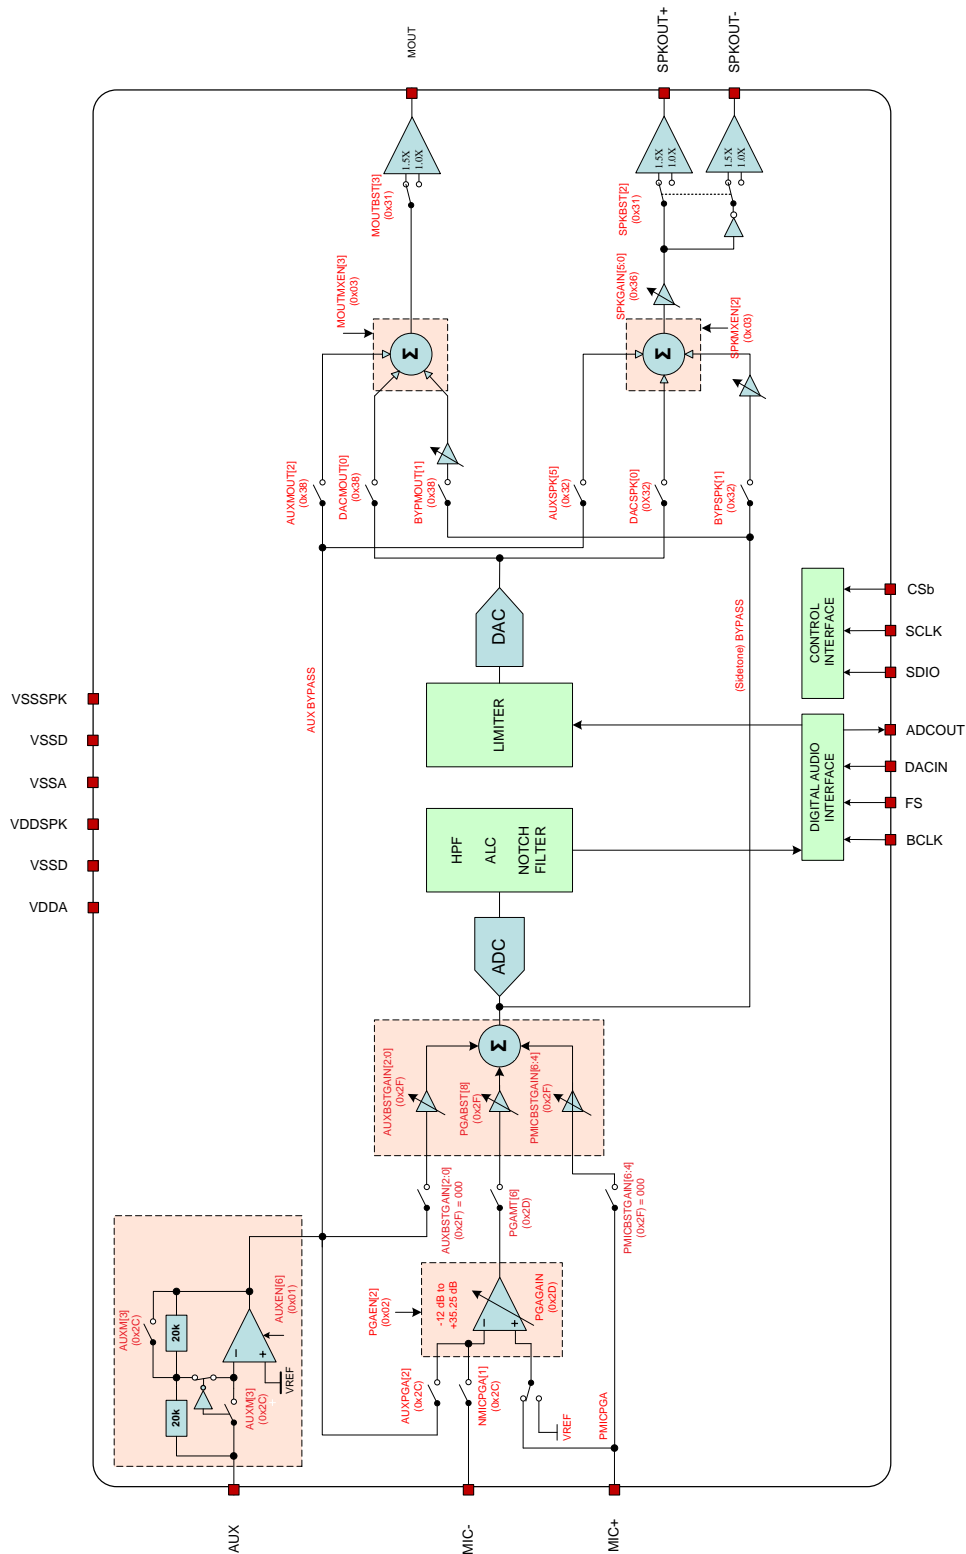 MOUT
SPKOUT+
SPKOUT-
1.5X
1.0X
1.5X
1.0X
1.5X
1.0X
MOUTBST[3]
(0x31)
SPKBST[2]
(0x31)
MOUTMXEN[3]
(0x03)
SPKGAIN[5:0]
(0x36)
SPKMXEN[2]
(0x03)
Σ
Σ
AUXMOUT[2]
(0x38)
DACMOUT[0]
(0x38)
BYPMOUT[1]
(0x38)
AUXSPK[5]
(0x32)
DACSPK[0]
(0X32)
BYPSPK[1]
(0x32)
DAC
AUX BYPASS
(Sidetone) BYPASS
LIMITER
CONTROL
INTERFACE
CSb
SCLK
SDIO
VSSSPK
VSSD
VSSA
VDDSPK
VSSD
VDDA
DIGITAL AUDIO
INTERFACE
ADCOUT
DACIN
FS
BCLK
HPF
ALC
NOTCH
FILTER
ADC
Σ
AUXBSTGAIN[2:0]
(0x2F)
PGABST[8]
(0x2F)
PMICBSTGAIN[6:4]
(0x2F)
AUXBSTGAIN[2:0]
(0x2F) = 000
PGAMT[6]
(0x2D)
PMICBSTGAIN[6:4]
(0x2F) = 000
AUXM[3]
(0x2C)
20k
20k
AUXEN[6]
(0x01)
VREF
AUXM[3]
(0x2C)
PGAEN[2]
(0x02)
-12 dB to
+35.25 dB
PGAGAIN
(0x2D)
AUXPGA[2]
(0x2C)
NMICPGA[1]
(0x2C)
VREF
PMICPGA
AUX
MIC-
MIC+